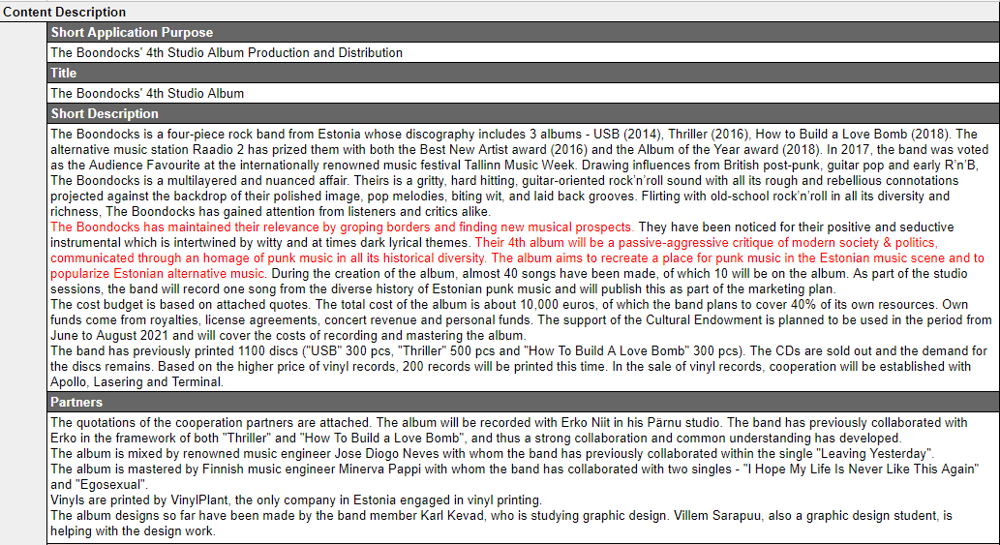 Content Description
Short Application Purpose
The Boondocks' 4th Studio Album Production and Distribution
Title
The Boondocks' 4th Studio Album
Short Description
The Boondocks is a four-piece rock band from Estonia whose discography includes 3 albums - USB (2014), Thriller (2016), How to Build a Love Bomb (2018). The
alternative music station Raadio 2 has prized them with both the Best New Artist award (2016) and the Album of the Year award (2018). In 2017, the band was voted
as the Audience Favourite at the internationally renowned music festival Tallinn Music Week. Drawing influences from British post-punk, guitar pop and early R’n’B,
The Boondocks is a multilayered and nuanced affair. Theirs is a gritty, hard hitting, guitar-oriented rock’n’roll sound with all its rough and rebellious connotations
projected against the backdrop of their polished image, pop melodies, biting wit, and laid back grooves. Flirting with old-school rock’n’roll in all its diversity and
richness, The Boondocks has gained attention from listeners and critics alike.
The Boondocks has maintained their relevance by groping borders and finding new musical prospects. They have been noticed for their positive and seductive
instrumental which is intertwined by witty and at times dark lyrical themes. Their 4th album will be a passive-aggressive critique of modern society & politics,
communicated through an homage of punk music in all its historical diversity. The album aims to recreate a place for punk music in the Estonian music scene and to
popularize Estonian alternative music. During the creation of the album, almost 40 songs have been made, of which 10 will be on the album. As part of the studio
sessions, the band will record one song from the diverse history of Estonian punk music and will publish this as part of the marketing plan.
The cost budget is based on attached quotes. The total cost of the album is about 10,000 euros, of which the band plans to cover 40% of its own resources. Own
funds come from royalties, license agreements, concert revenue and personal funds. The support of the Cultural Endowment is planned to be used in the period from
June to August 2021 and will cover the costs of recording and mastering the album.
The band has previously printed 1100 discs ("USB" 300 pcs, "Thriller" 500 pcs and "How To Build A Love Bomb" 300 pcs). The CDs are sold out and the demand for
the discs remains. Based on the higher price of vinyl records, 200 records will be printed this time. In the sale of vinyl records, cooperation will be established with
Apollo, Lasering and Terminal.
Partners
The quotations of the cooperation partners are attached. The album will be recorded with Erko Niit in his Pärnu studio. The band has previously collaborated with
Erko in the framework of both "Thriller" and "How To Build a Love Bomb", and thus a strong collaboration and common understanding has developed.
The album is mixed by renowned music engineer Jose Diogo Neves with whom the band has previously collaborated within the single "Leaving Yesterday".
The album is mastered by Finnish music engineer Minerva Pappi with whom the band has collaborated with two singles - "I Hope My Life Is Never Like This Again"
and "Egosexual".
Vinyls are printed by VinylPlant, the only company in Estonia engaged in vinyl printing.
The album designs so far have been made by the band member Karl Kevad, who is studying graphic design. Villem Sarapuu, also a graphic design student, is
helping with the design work.